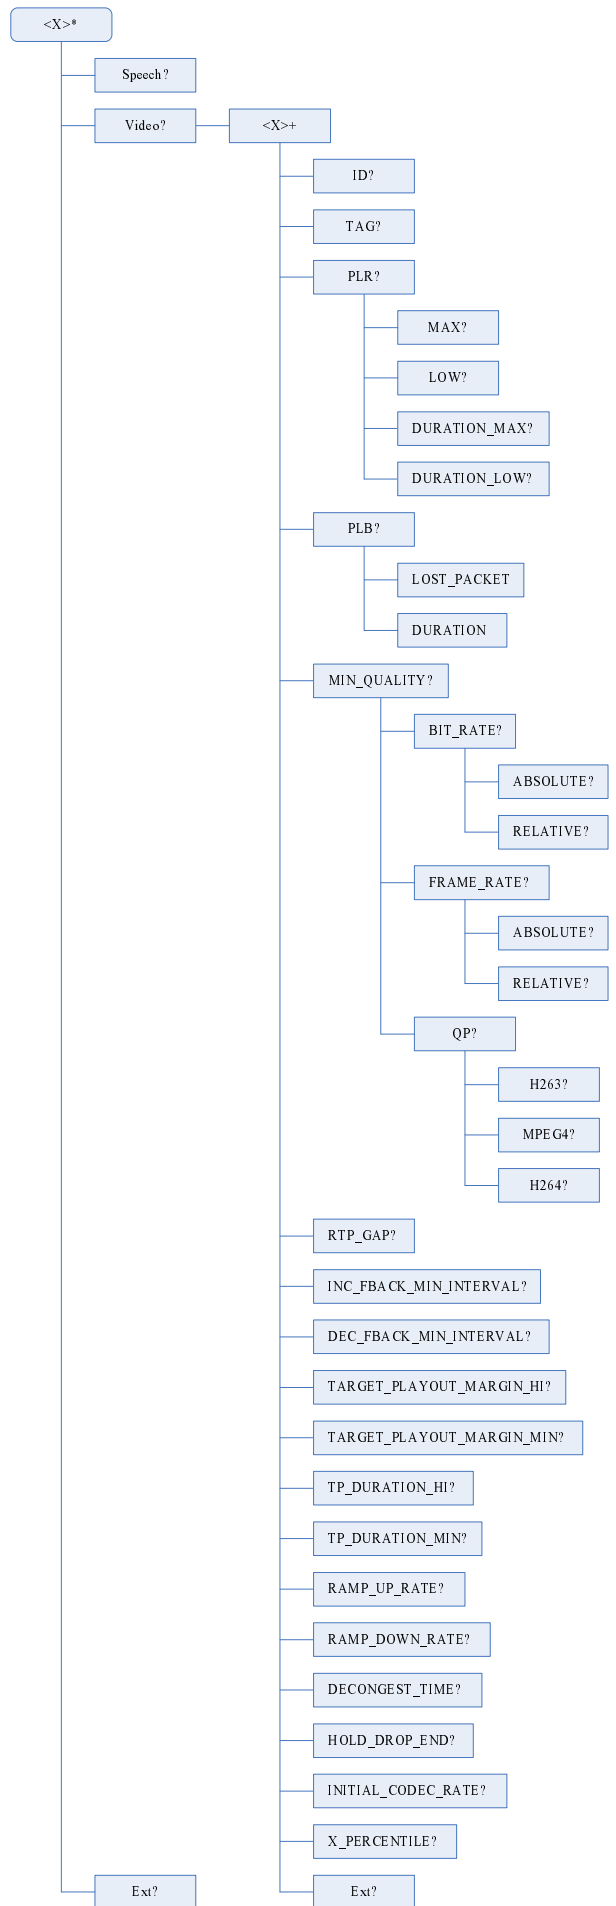 <X>*
Speech?
Video?
<X>+
ID?
TAG?
PLR?
MAX?
LOW?
DURATION_MAX?
DURATION_LOW?
PLB?
LOST_PACKET
DURATION
MIN_QUALITY?
BIT_RATE?
ABSOLUTE?
RELATIVE?
FRAME_RATE?
ABSOLUTE?
RELATIVE?
QP?
H263?
MPEG4?
H264?
RTP_GAP?
INC_FBACK_MIN_INTERVAL?
DEC_FBACK_MIN_INTERVAL?
TARGET_PLAYOUT_MARGIN_HI?
TARGET_PLAYOUT_MARGIN_MIN?
TP_DURATION_HI?
TP_DURATION_MIN?
RAMP_UP_RATE?
RAMP_DOWN_RATE?
DECONGEST_TIME?
HOLD_DROP_END?
INITIAL_CODEC_RATE?
X_PERCENTILE?
Ext?
Ext?